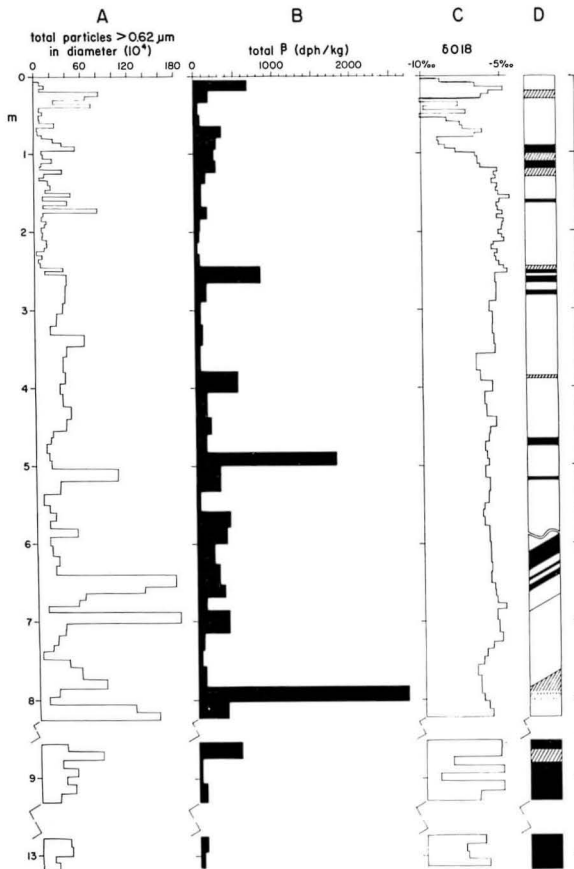 A
B
C
D
total particles > 0.62 µm
in diameter (10⁴)
total β (dph/kg)
δO18
0 60 120 180
0 1000 2000
-10‰ -5‰
0
m
1
2
3
4
5
6
7
8
9
13